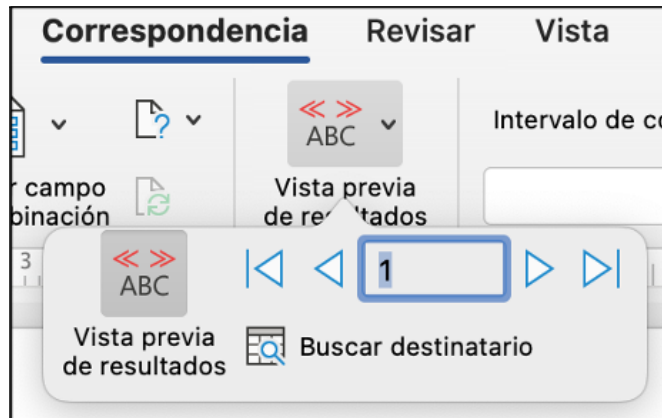 Correspondencia Revisar Vista
ABC
Intervalo de co
r campo
binación
Vista previa
de resultados
3
ABC
1
Vista previa
de resultados
Buscar destinatario